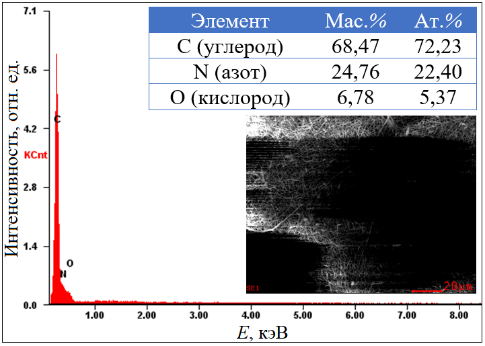 Элемент Мас.% Ат.%
C (углерод) 68,47 72,23
N (азот) 24,76 22,40
O (кислород) 6,78 5,37
Интенсивность, отн. ед.
7.1
5.6
4.2
2.8
1.4
0.0
KCnt
C
N
O
SE1
1.00 2.00 3.00 4.00 5.00 6.00 7.00 8.00
E, кэВ